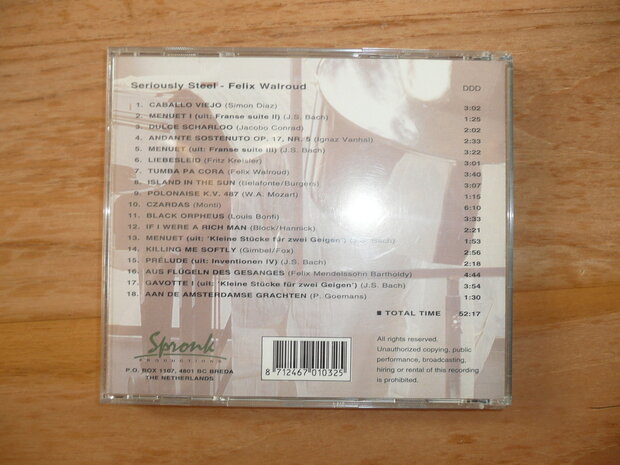 Seriously Steel - Felix Walroud DDD
1. CABALLO VIEJO (Simon Diaz) 3:02
2. MENUET I (uit: Franse suite II) (J.S. Bach) 1:25
3. DULCE SCHARLOO (Jacobo Conrad) 2:02
4. ANDANTE SOSTENUTO OP. 17, NR. 5 (Ignaz Vanhal) 2:33
5. MENUET (uit: Franse suite III) (J.S. Bach) 3:22
6. LIEBESLEID (Fritz Kreisler) 3:01
7. TUMBA PA CORA (Felix Walroud) 3:40
8. ISLAND IN THE SUN (Belafonte/Burgers) 3:07
9. POLONAISE K.V. 487 (W.A. Mozart) 1:15
10. CZARDAS (Monti) 6:10
11. BLACK ORPHEUS (Louis Bonfi) 3:33
12. IF I WERE A RICH MAN (Block/Hannick) 2:21
13. MENUET (uit: 'Kleine Stücke für zwei Geigen') (J.S. Bach) 1:53
14. KILLING ME SOFTLY (Gimbel/Fox) 2:56
15. PRÉLUDE (uit: Inventionen IV) (J.S. Bach) 2:18
16. AUS FLÜGELN DES GESANGES (Felix Mendelssohn Bartholdy) 4:44
17. GAVOTTE I (uit: 'Kleine Stücke für zwei Geigen') (J.S. Bach) 3:54
18. AAN DE AMSTERDAMSE GRACHTEN (P. Goemans) 1:30
■ TOTAL TIME 52:17
Spronk
PRODUCTIONS
P.O. BOX 1107, 4801 BC BREDA
THE NETHERLANDS
8 712467 010325
All rights reserved.
Unauthorized copying, public
performance, broadcasting,
hiring or rental of this recording
is prohibited.